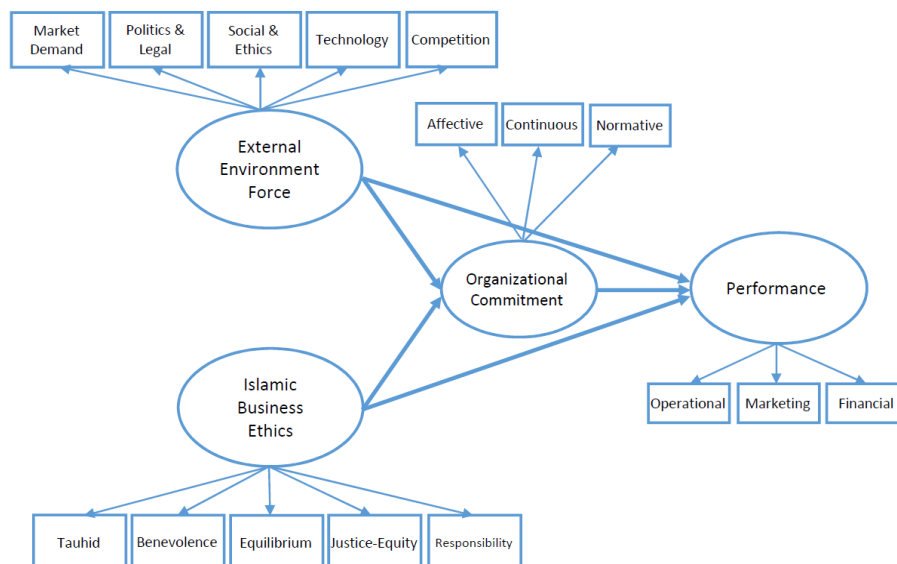 Market
Demand
Politics &
Legal
Social &
Ethics
Technology
Competition
Affective
Continuous
Normative
External
Environment
Force
Organizational
Commitment
Performance
Islamic
Business
Ethics
Operational
Marketing
Financial
Tauhid
Benevolence
Equilibrium
Justice-Equity
Responsibility